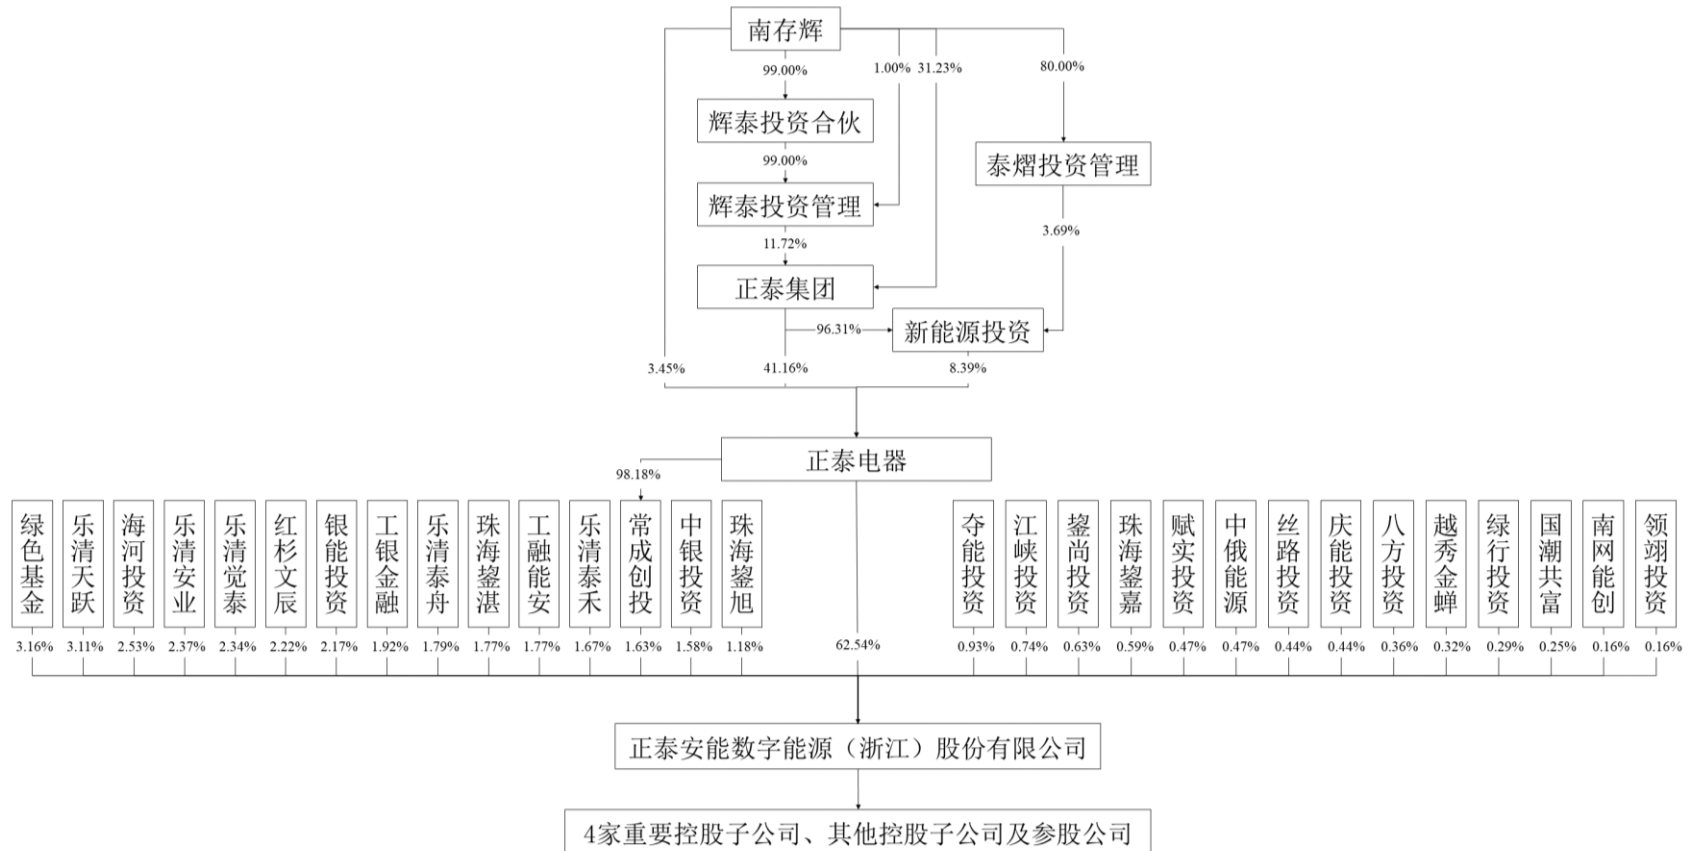 南存辉
99.00%
1.00%
31.23%
80.00%
辉泰投资合伙
99.00%
泰熠投资管理
辉泰投资管理
11.72%
3.69%
正泰集团
96.31%
新能源投资
3.45%
41.16%
8.39%
正泰电器
98.18%
绿色基金
乐清天跃
海河投资
乐清安业
乐清觉泰
红杉文辰
银能投资
工银金融
乐清泰舟
珠海鋆湛
工融能安
乐清泰禾
常成创投
中银投资
珠海鋆旭
夺能投资
江峡投资
鋆尚投资
珠海鋆嘉
赋实投资
中俄能源
丝路投资
庆能投资
八方投资
越秀金蝉
绿行投资
国潮共富
南网能创
领翊投资
3.16%
3.11%
2.53%
2.37%
2.34%
2.22%
2.17%
1.92%
1.79%
1.77%
1.77%
1.67%
1.63%
1.58%
1.18%
62.54%
0.93%
0.74%
0.63%
0.59%
0.47%
0.47%
0.44%
0.44%
0.36%
0.32%
0.29%
0.25%
0.16%
0.16%
正泰安能数字能源（浙江）股份有限公司
4家重要控股子公司、其他控股子公司及参股公司